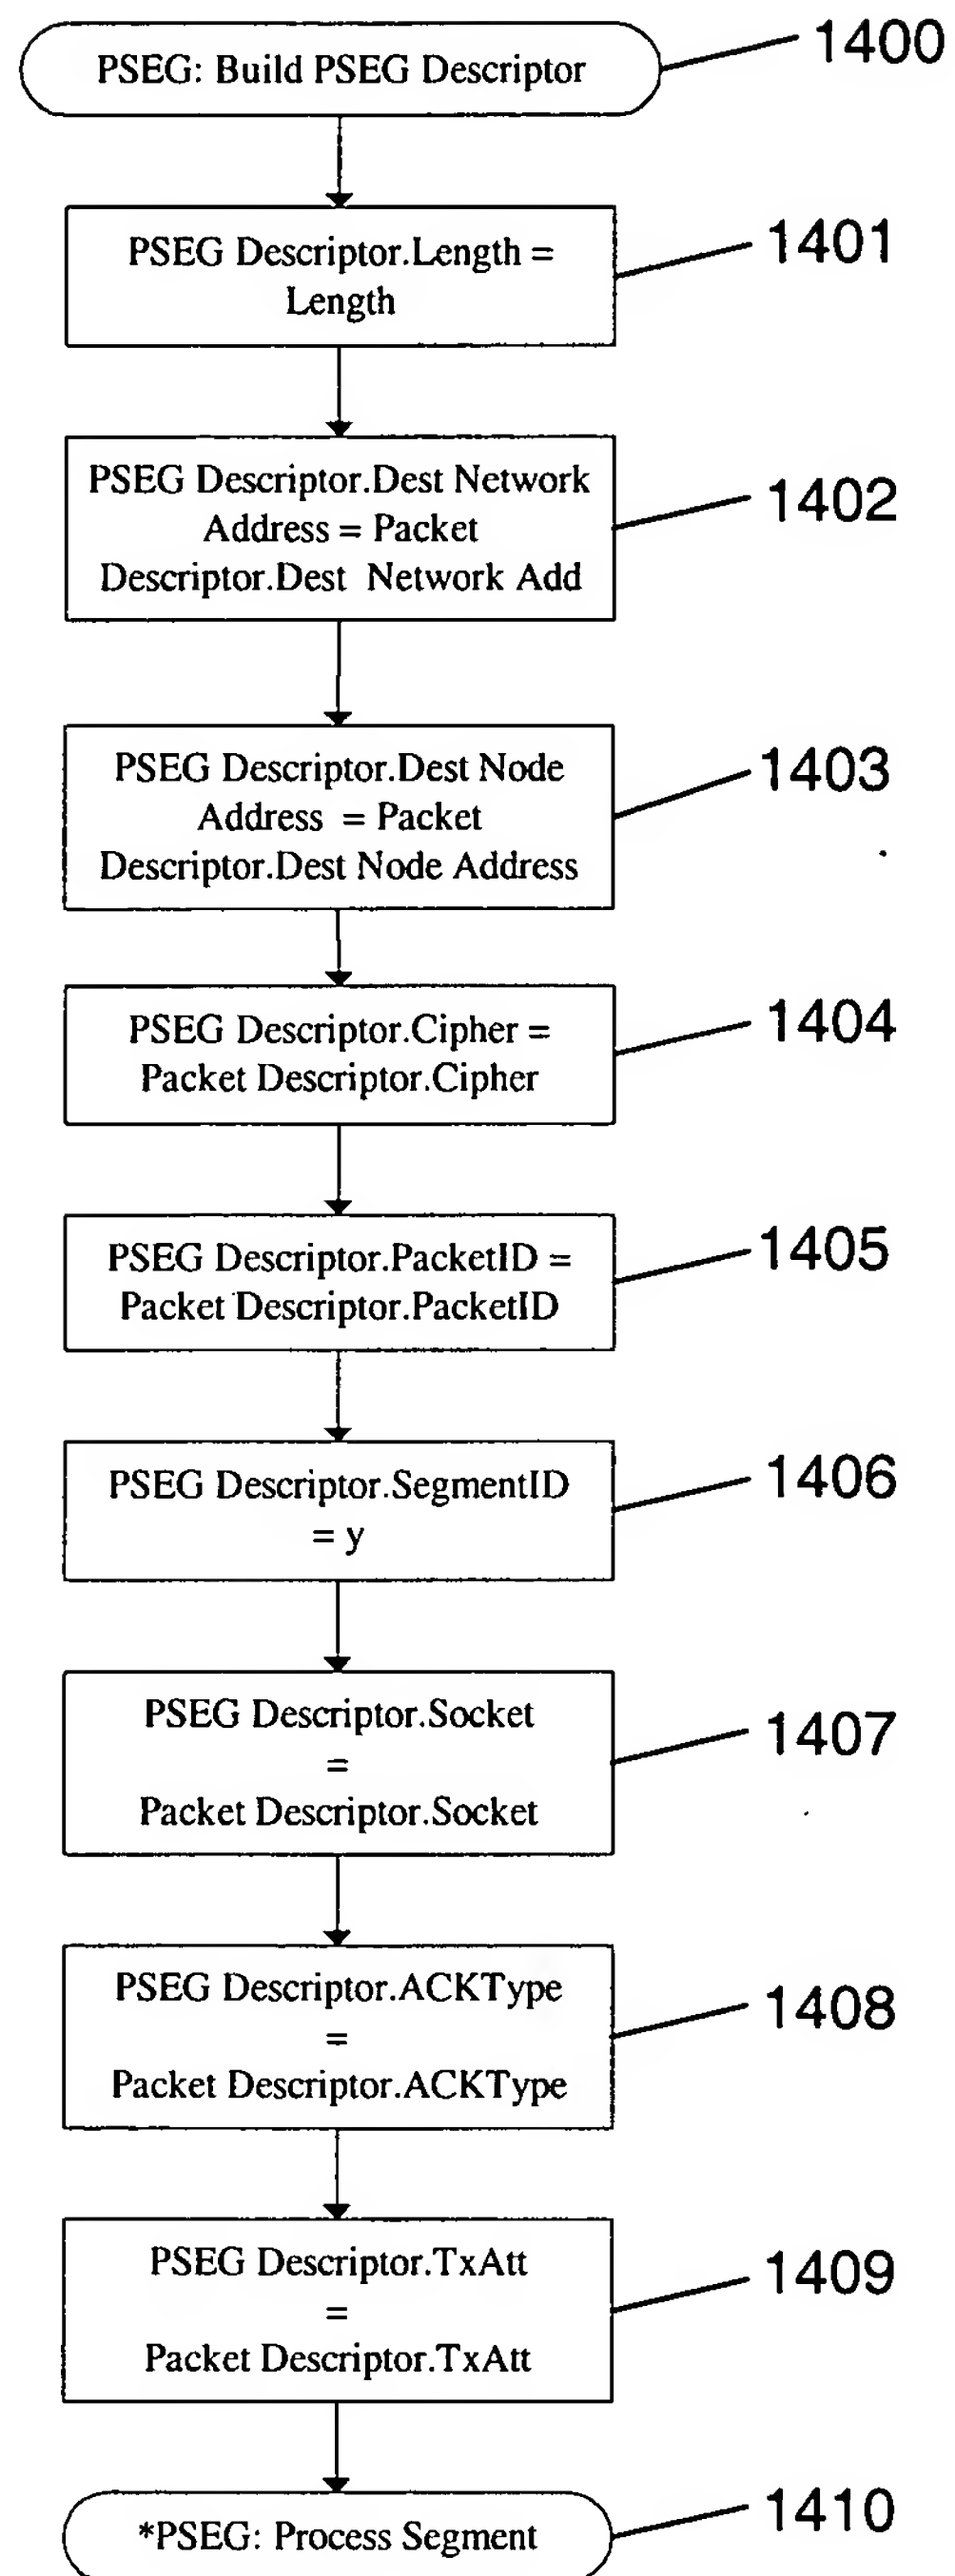 PSEG: Build PSEG Descriptor
1400
PSEG Descriptor.Length =
Length
1401
PSEG Descriptor.Dest Network
Address = Packet
Descriptor.Dest Network Add
1402
PSEG Descriptor.Dest Node
Address = Packet
Descriptor.Dest Node Address
1403
PSEG Descriptor.Cipher =
Packet Descriptor.Cipher
1404
PSEG Descriptor.PacketID =
Packet Descriptor.PacketID
1405
PSEG Descriptor.SegmentID
= y
1406
PSEG Descriptor.Socket
=
Packet Descriptor.Socket
1407
PSEG Descriptor.ACKType
=
Packet Descriptor.ACKType
1408
PSEG Descriptor.TxAtt
=
Packet Descriptor.TxAtt
1409
*PSEG: Process Segment
1410